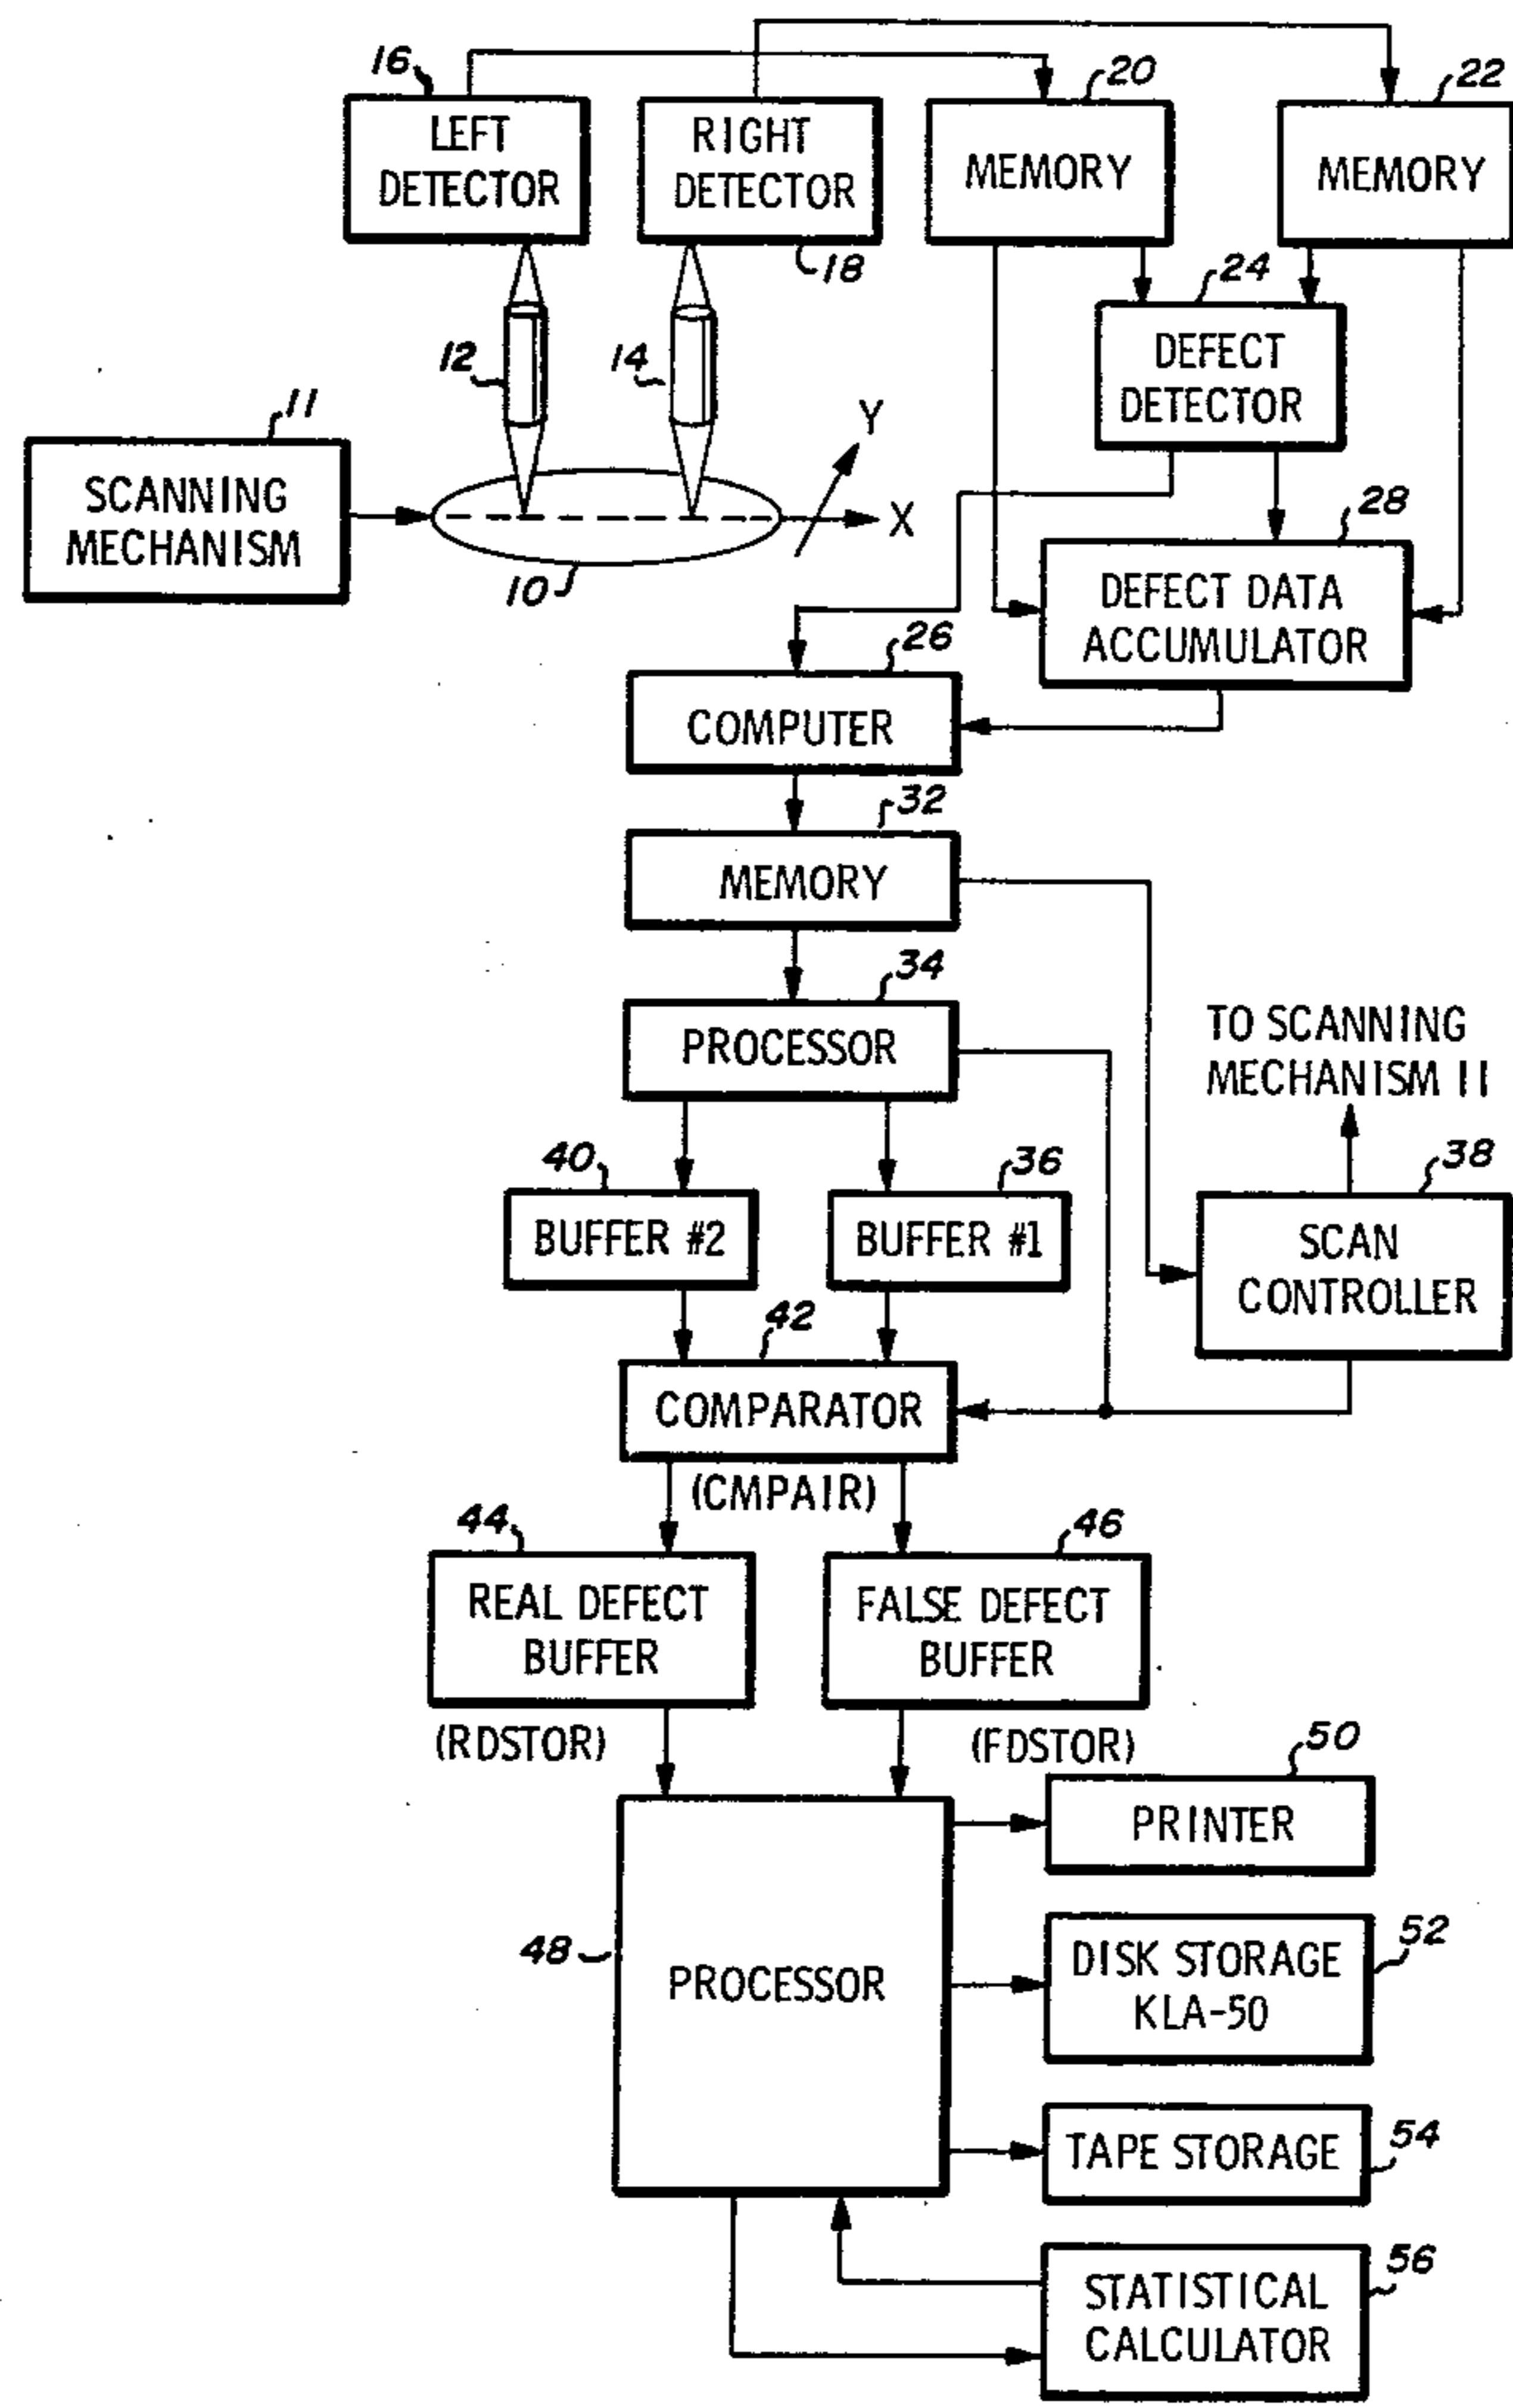 16
20
22
LEFT
DETECTOR
RIGHT
DETECTOR
MEMORY
MEMORY
18
24
12
14
DEFECT
DETECTOR
11
Y
SCANNING
MECHANISM
X
28
10
DEFECT DATA
ACCUMULATOR
26
COMPUTER
32
MEMORY
34
PROCESSOR
TO SCANNING
MECHANISM 11
40
36
38
BUFFER #2
BUFFER #1
SCAN
CONTROLLER
42
COMPARATOR
(CMPAIR)
44
46
REAL DEFECT
BUFFER
FALSE DEFECT
BUFFER
(RDSTOR)
(FDSTOR)
50
PRINTER
52
48
PROCESSOR
DISK STORAGE
KLA-50
54
TAPE STORAGE
56
STATISTICAL
CALCULATOR